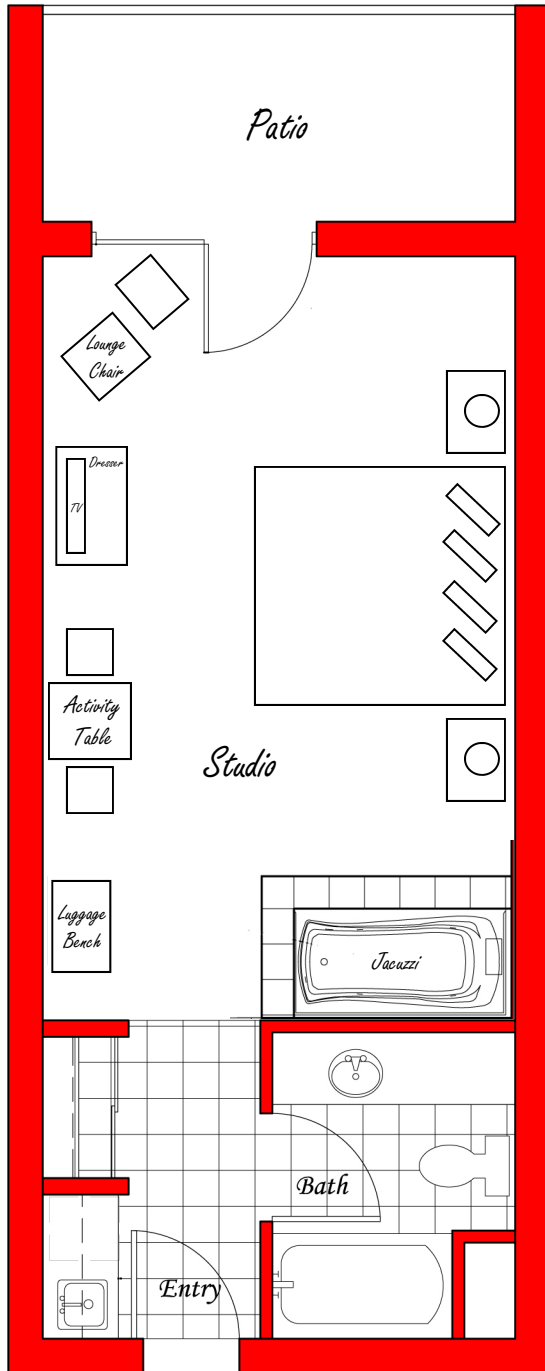 Patio
Lounge
Chair
Dresser
TV
Activity
Table
Studio
Luggage
Bench
Jacuzzi
Bath
Entry